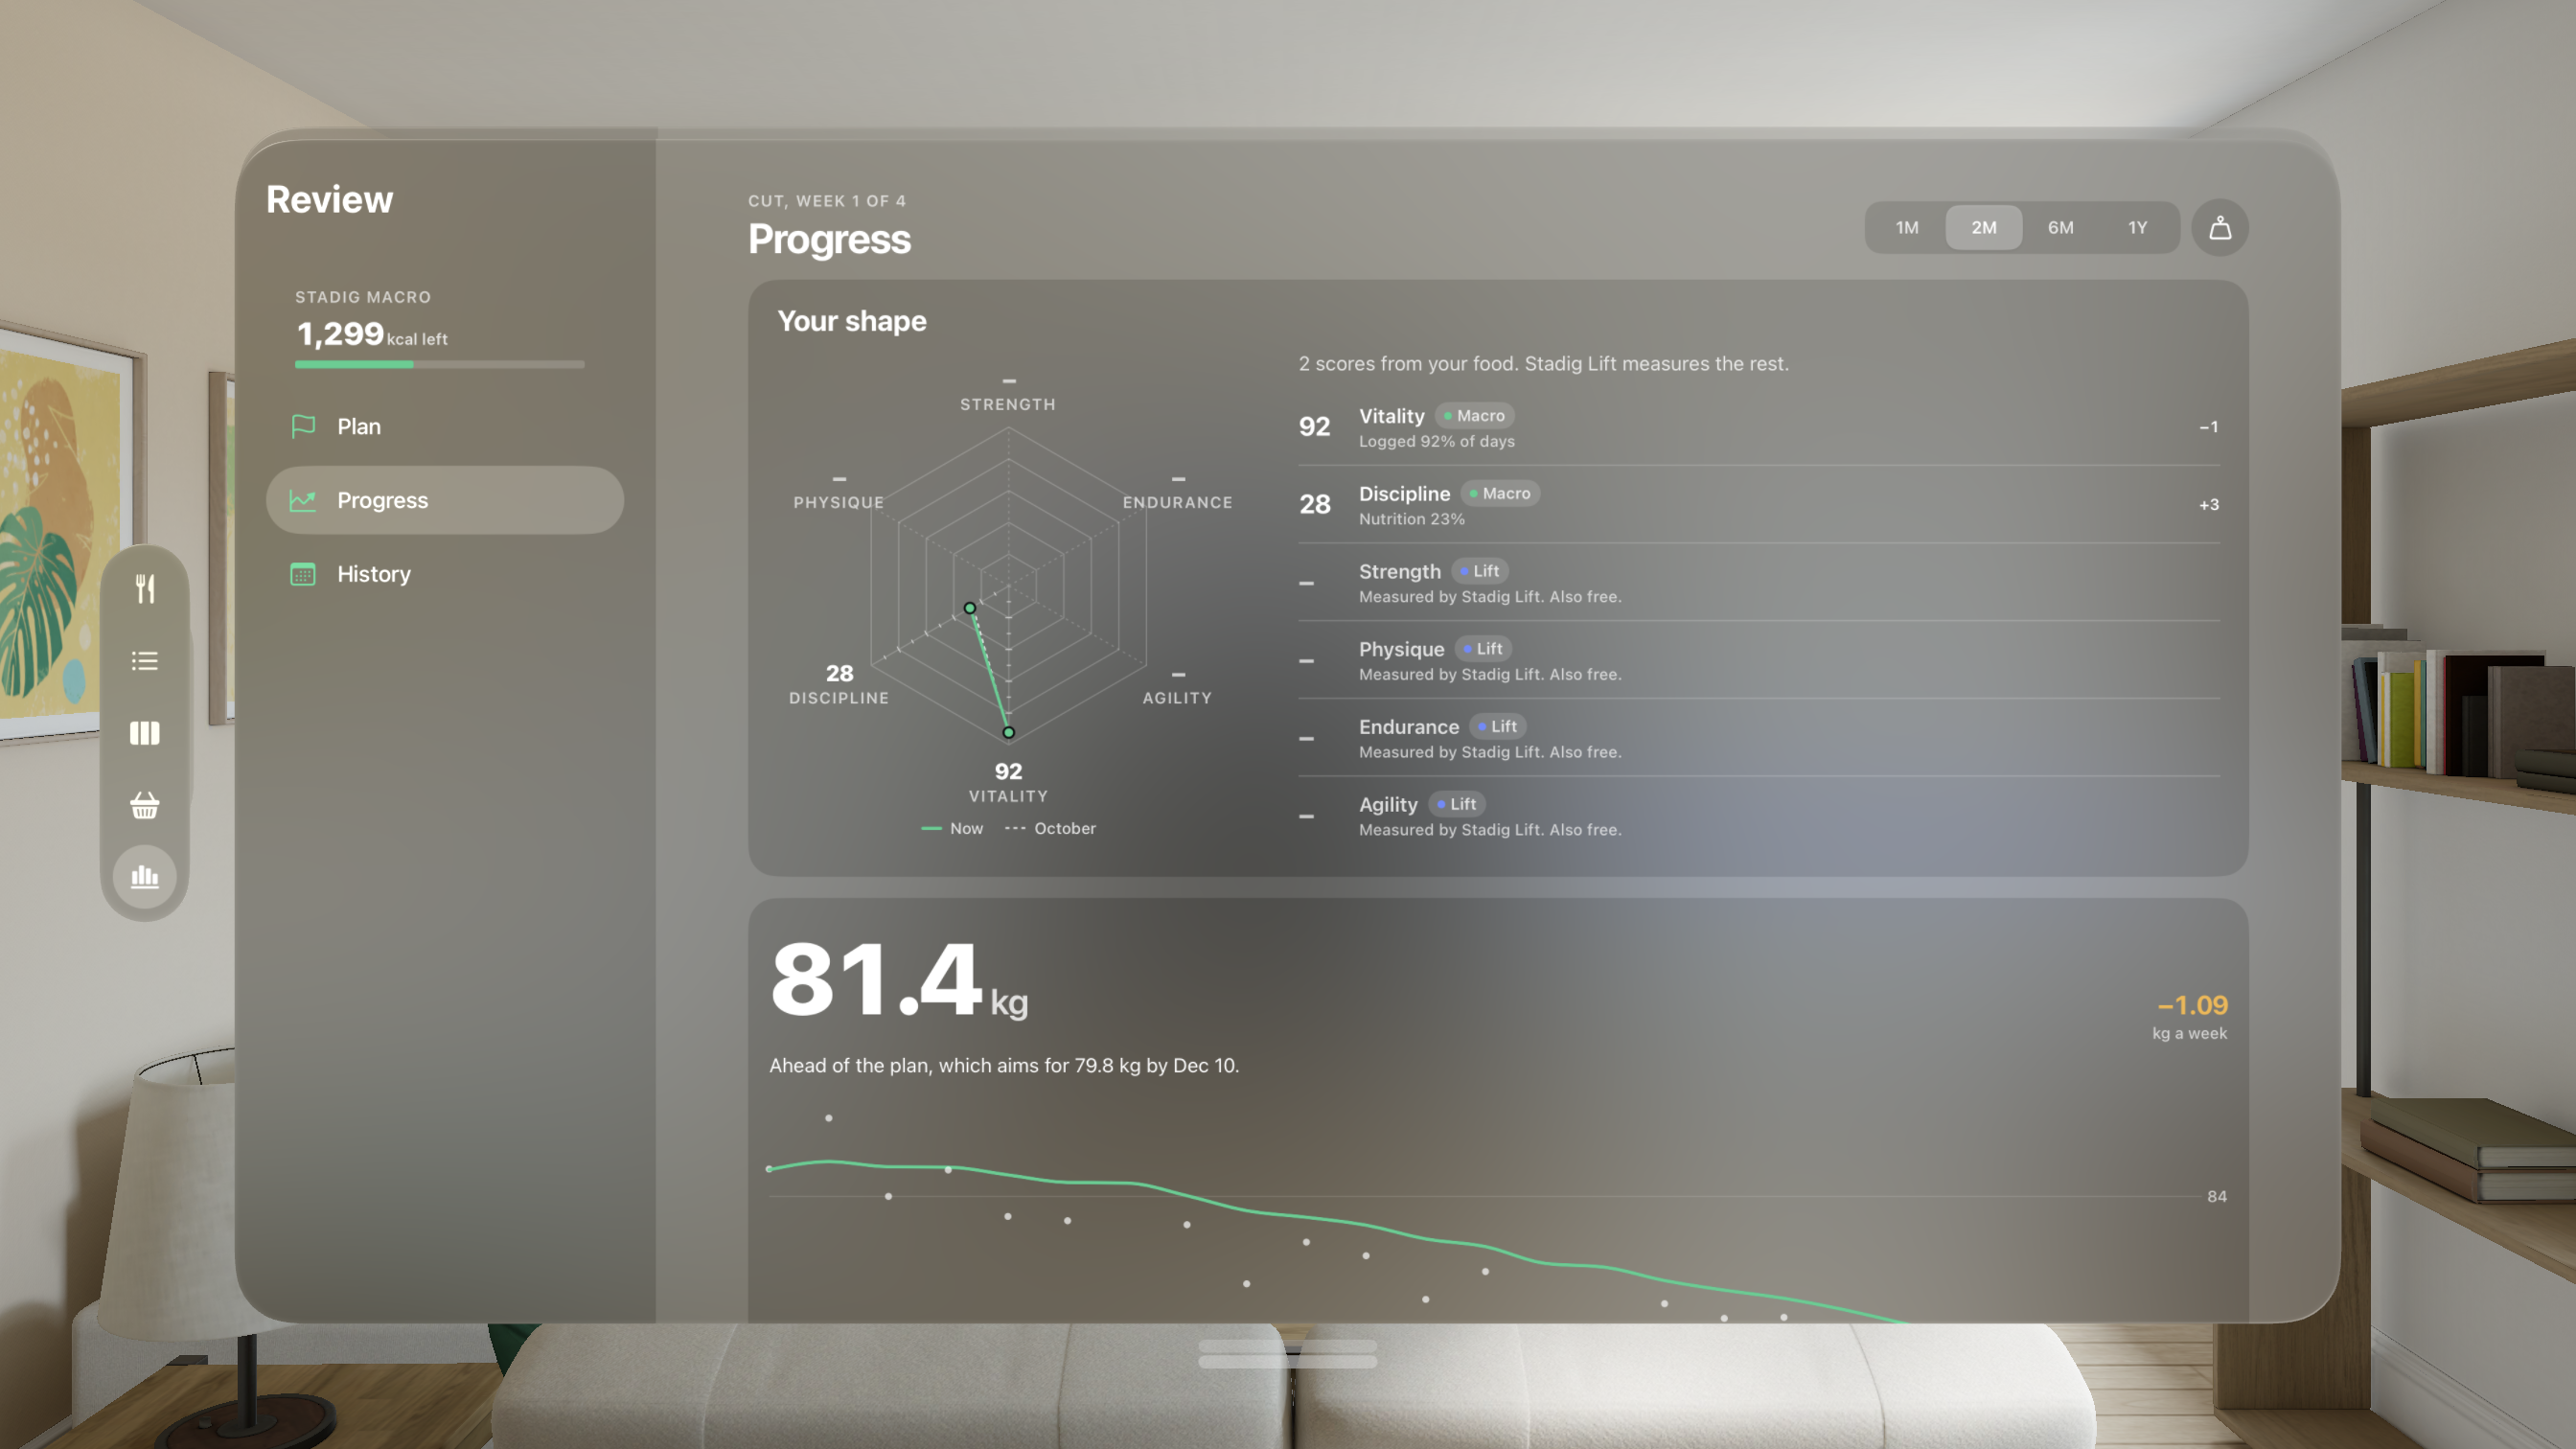 Review
STADIG MACRO
1,299 kcal left
Plan
Progress
History
CUT, WEEK 1 OF 4
Progress
1M 2M 6M 1Y
Your shape
–
STRENGTH
–
PHYSIQUE
–
ENDURANCE
28
DISCIPLINE
–
AGILITY
92
VITALITY
Now October
2 scores from your food. Stadig Lift measures the rest.
92 Vitality Macro −1
Logged 92% of days
28 Discipline Macro +3
Nutrition 23%
– Strength Lift
Measured by Stadig Lift. Also free.
– Physique Lift
Measured by Stadig Lift. Also free.
– Endurance Lift
Measured by Stadig Lift. Also free.
– Agility Lift
Measured by Stadig Lift. Also free.
81.4 kg
−1.09
kg a week
Ahead of the plan, which aims for 79.8 kg by Dec 10.
84